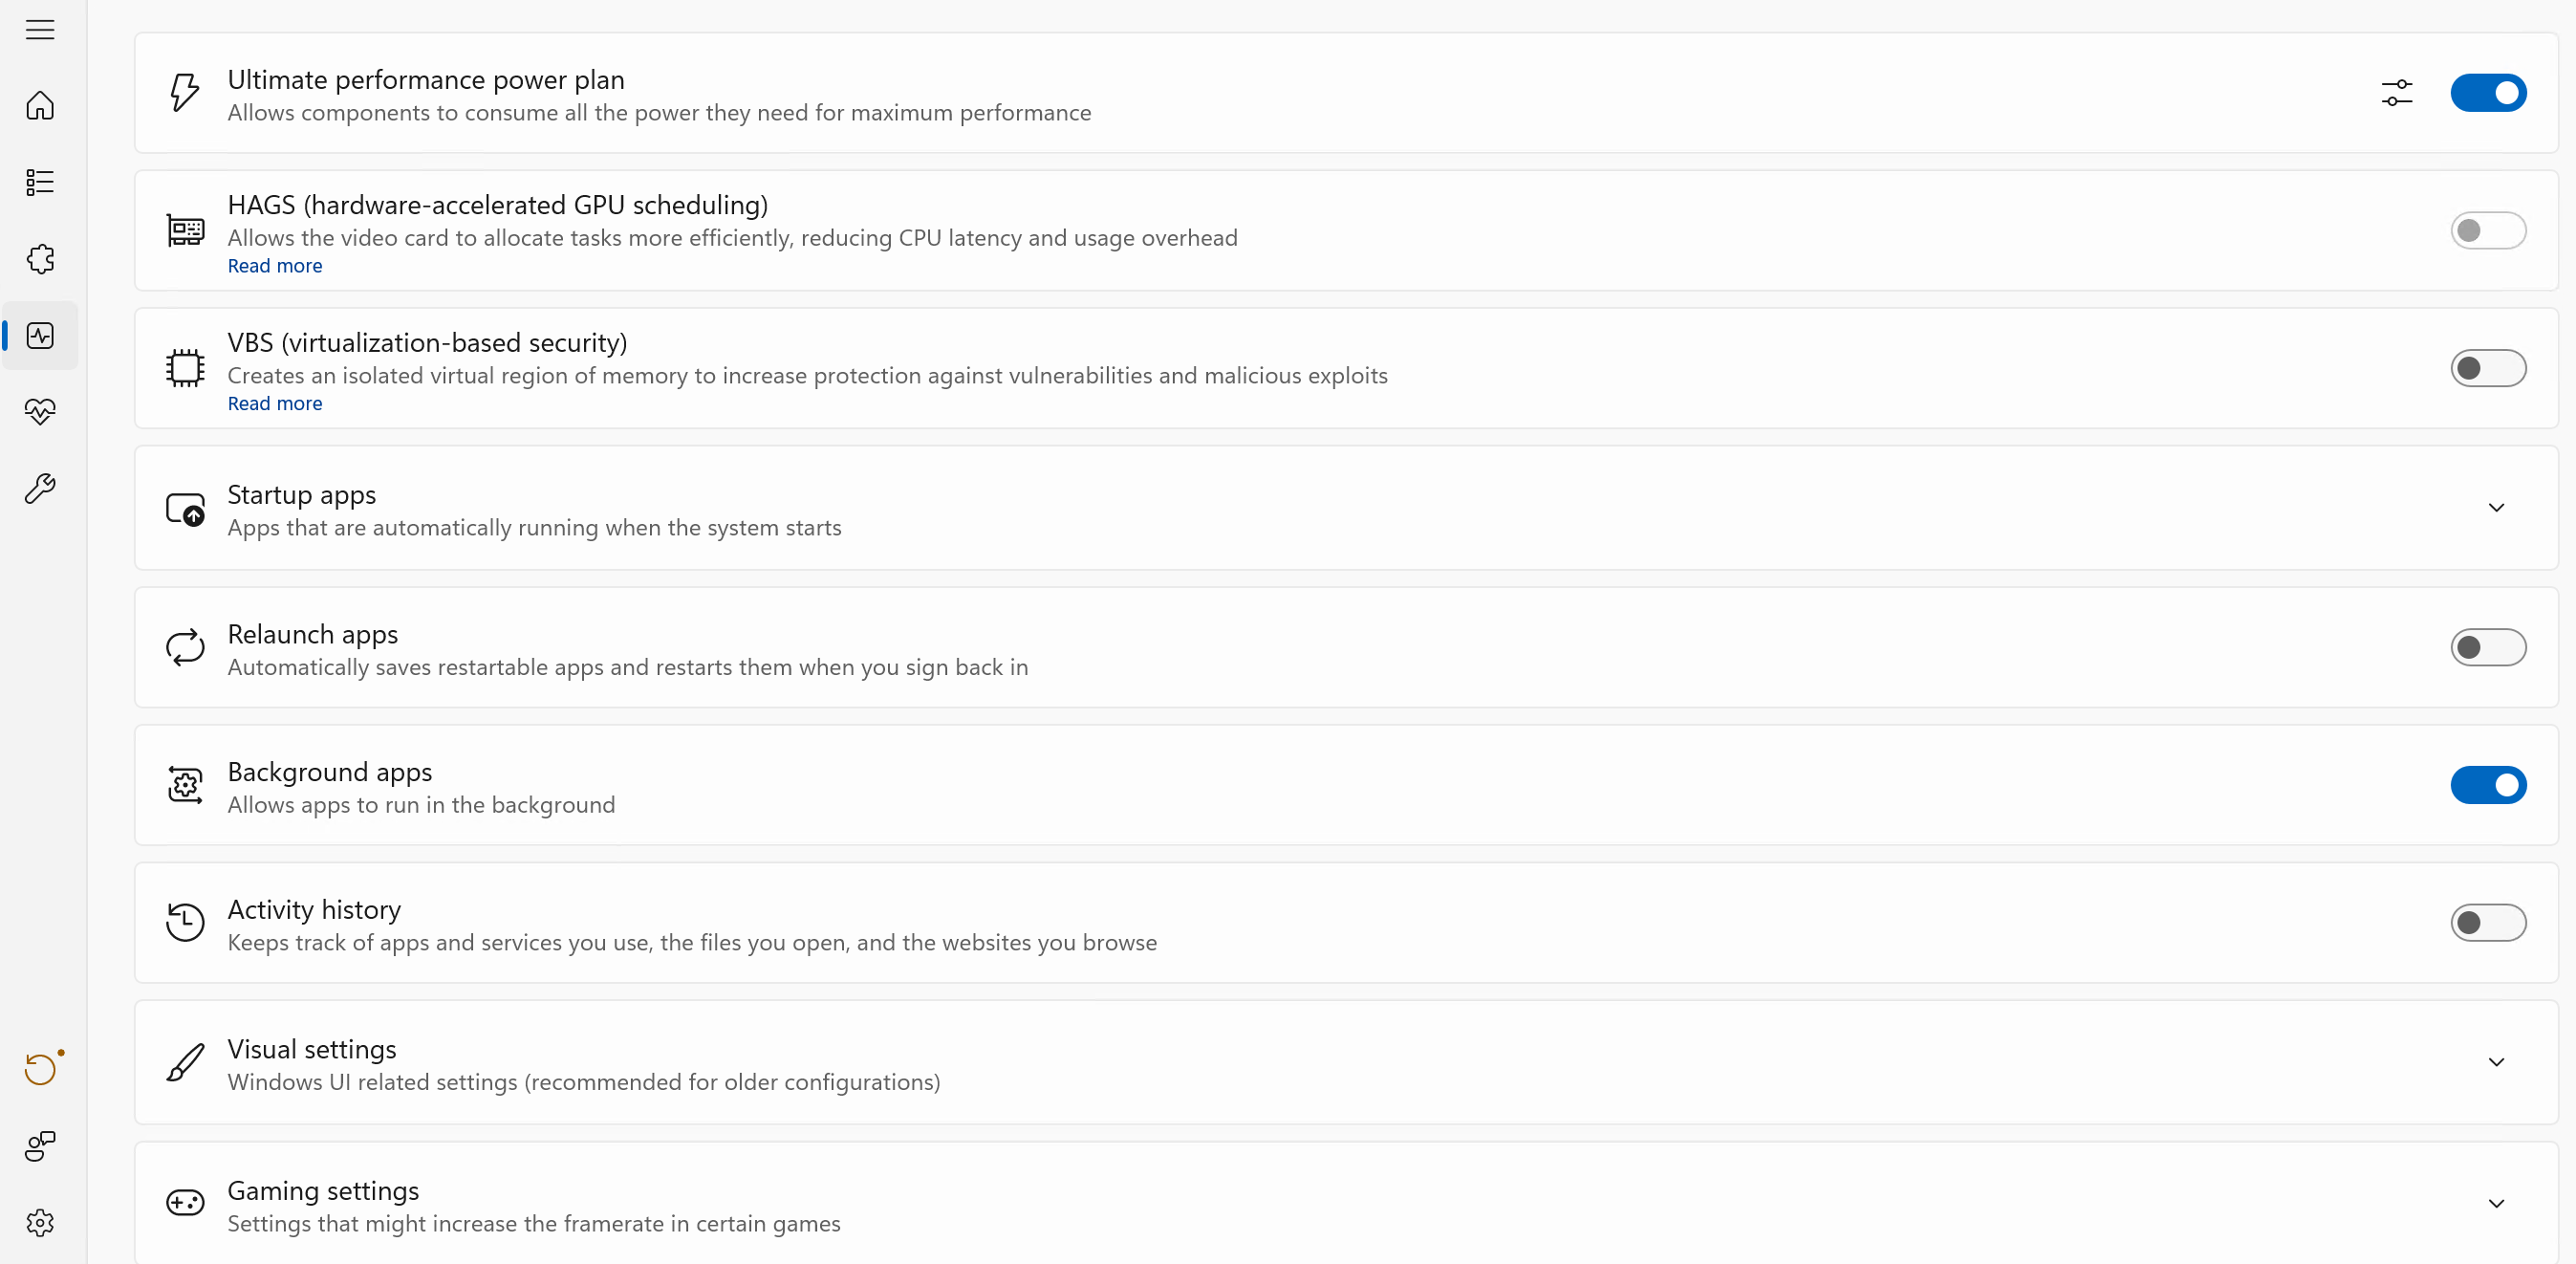 Ultimate performance power plan
Allows components to consume all the power they need for maximum performance
HAGS (hardware-accelerated GPU scheduling)
Allows the video card to allocate tasks more efficiently, reducing CPU latency and usage overhead
Read more
VBS (virtualization-based security)
Creates an isolated virtual region of memory to increase protection against vulnerabilities and malicious exploits
Read more
Startup apps
Apps that are automatically running when the system starts
Relaunch apps
Automatically saves restartable apps and restarts them when you sign back in
Background apps
Allows apps to run in the background
Activity history
Keeps track of apps and services you use, the files you open, and the websites you browse
Visual settings
Windows UI related settings (recommended for older configurations)
Gaming settings
Settings that might increase the framerate in certain games